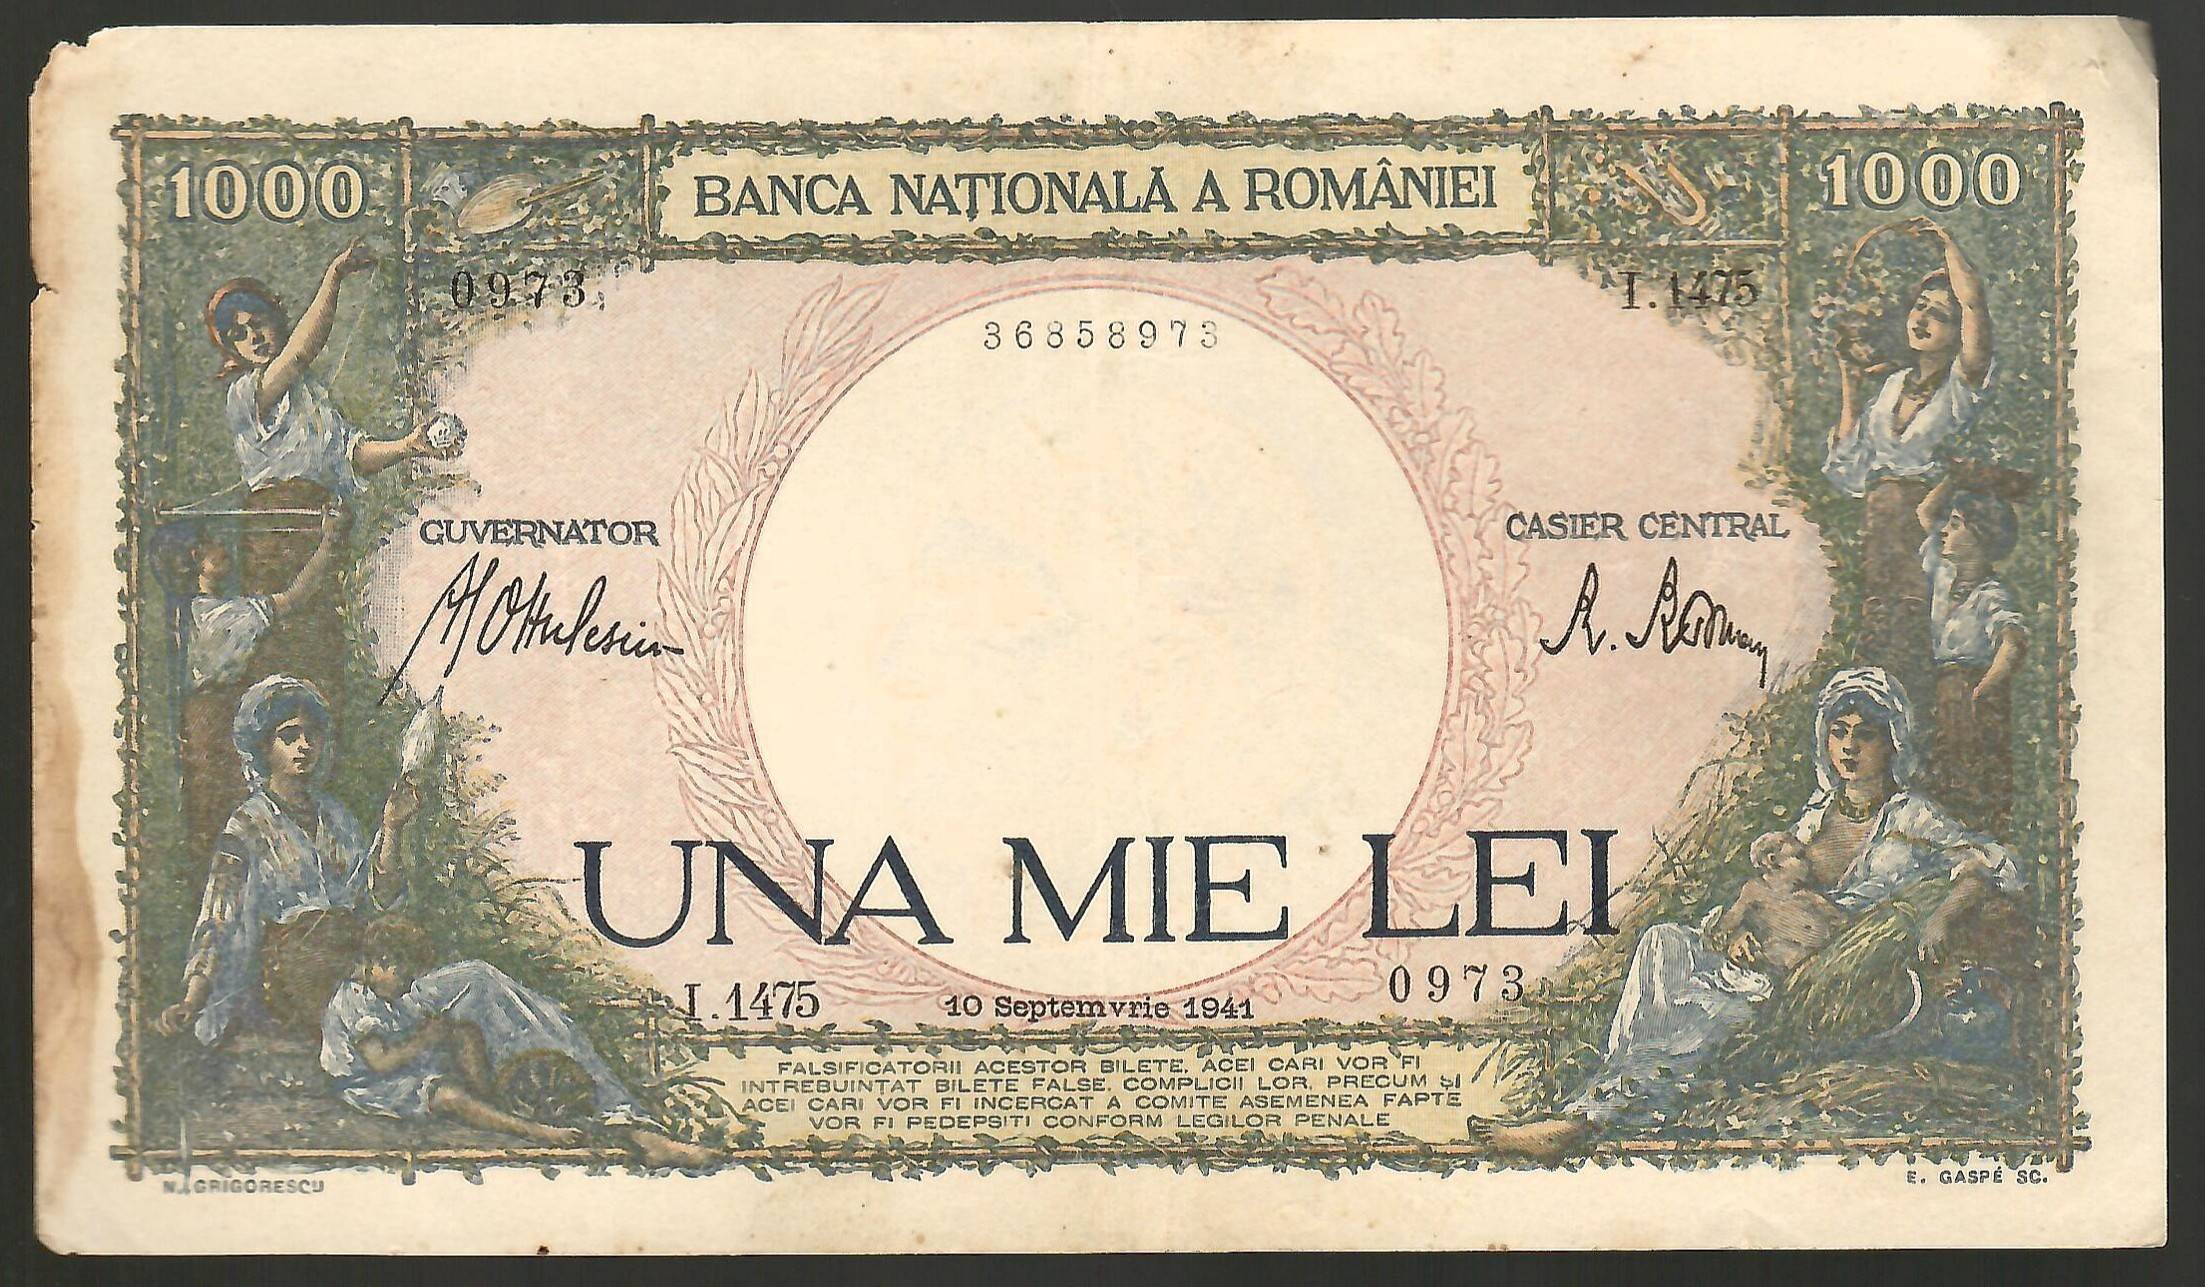 1000
BANCA NAȚIONALĂ A ROMÂNIEI
1000
0973
I.1475
36858973
GUVERNATOR
CASIER CENTRAL
UNA MIE LEI
I.1475
10 Septemvrie 1941
0973
FALSIFICATORII ACESTOR BILETE, ACEI CARI VOR FI
INTREBUINTAT BILETE FALSE, COMPLICII LOR, PRECUM ȘI
ACEI CARI VOR FI INCERCAT A COMITE ASEMENEA FAPTE
VOR FI PEDEPSITI CONFORM LEGILOR PENALE
N. GRIGORESCU
E. GASPÉ SC.